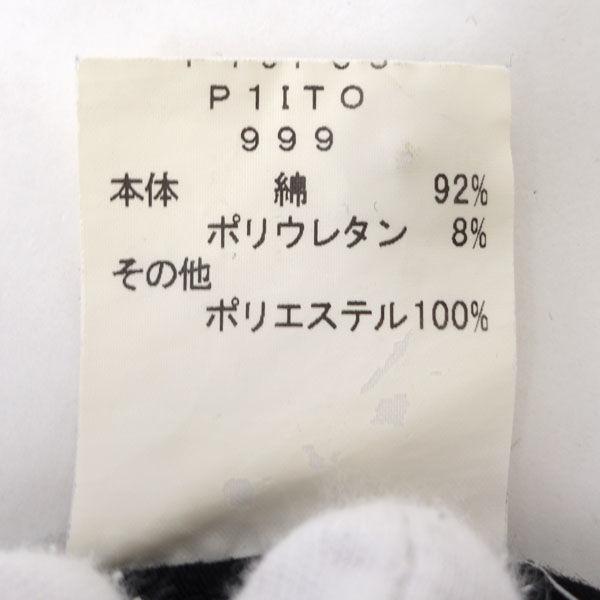 P1ITO
999
本体 綿 92%
ポリウレタン 8%
その他
ポリエステル100%